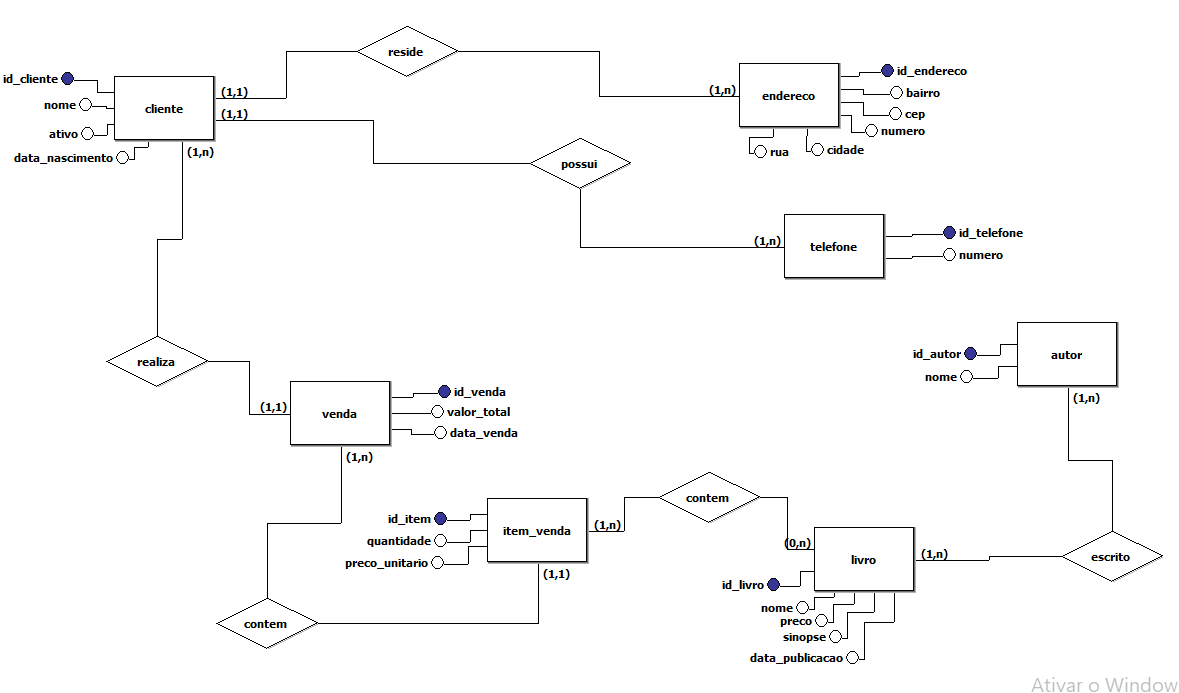 reside
id_cliente
nome
ativo
data_nascimento
cliente
(1,1)
(1,1)
(1,n)
(1,n)
endereco
id_endereco
bairro
cep
numero
rua
cidade
possui
(1,n)
telefone
id_telefone
numero
realiza
(1,1)
venda
id_venda
valor_total
data_venda
(1,n)
id_autor
nome
autor
(1,n)
id_item
quantidade
preco_unitario
item_venda
(1,n)
(1,1)
contem
contem
(0,n)
livro
(1,n)
escrito
id_livro
nome
preco
sinopse
data_publicacao
Ativar o Window